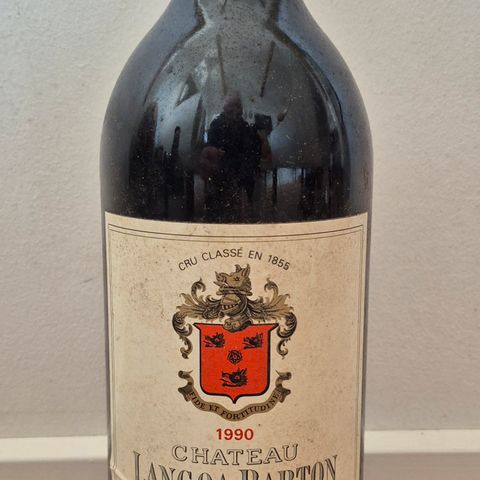 CRU CLASSÉ EN 1855
FIDE ET FORTITUDINE
1990
CHATEAU
LANGOA BARTON